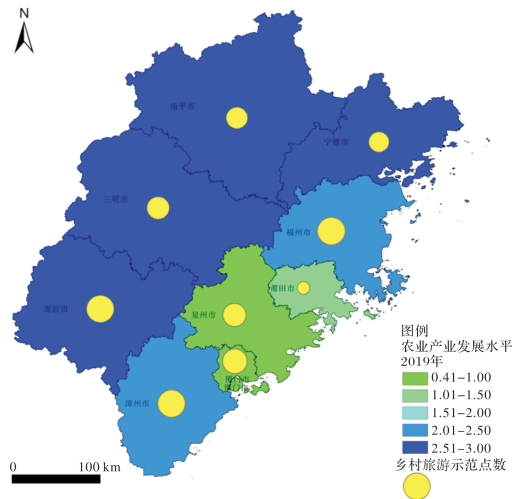 N
南平市
宁德市
三明市
福州市
莆田市
龙岩市
泉州市
厦门市
漳州市
图例
农业产业发展水平
2019年
0.41-1.00
1.01-1.50
1.51-2.00
2.01-2.50
2.51-3.00
乡村旅游示范点数
0 100 km